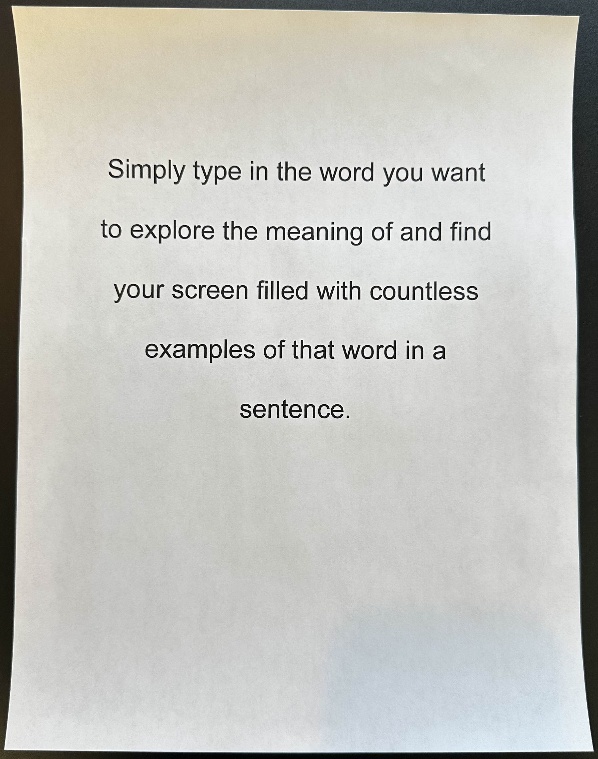 Simply type in the word you want
to explore the meaning of and find
your screen filled with countless
examples of that word in a
sentence.